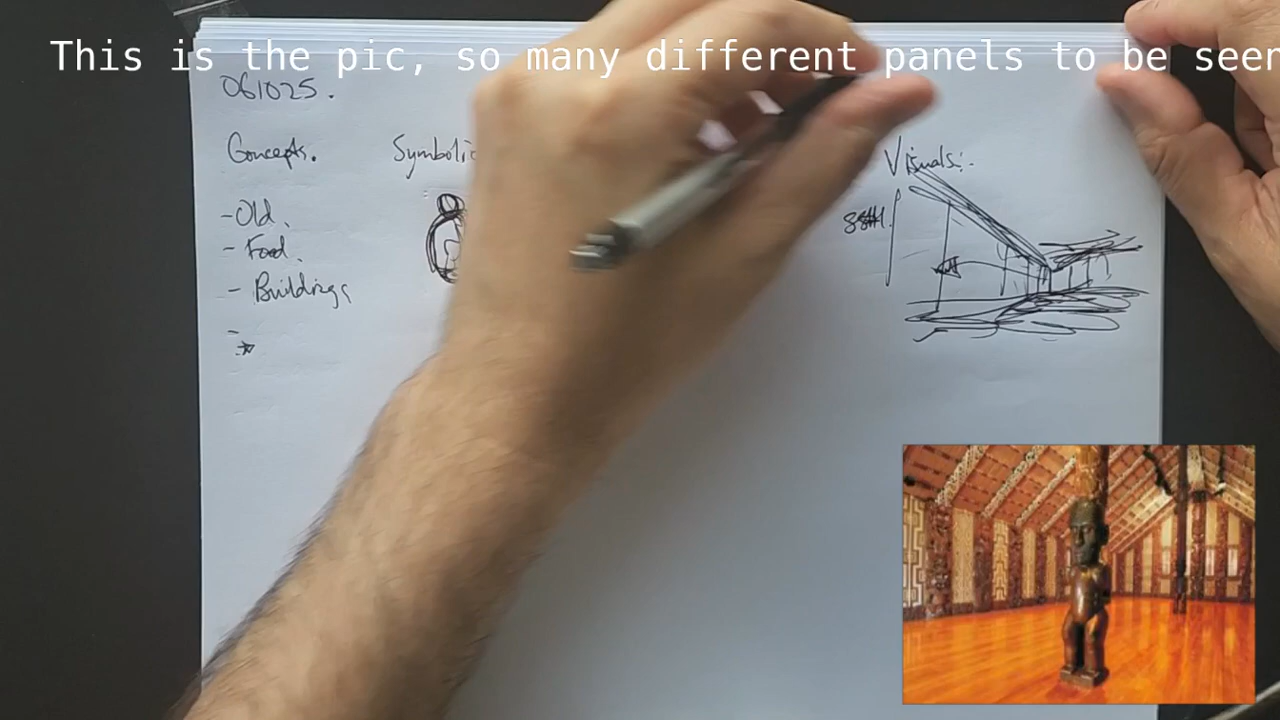 This is the pic, so many different panels to be seen
061025.
Concepts.
Symbolic
Visuals:
- Old.
- Food.
- Buildings
-